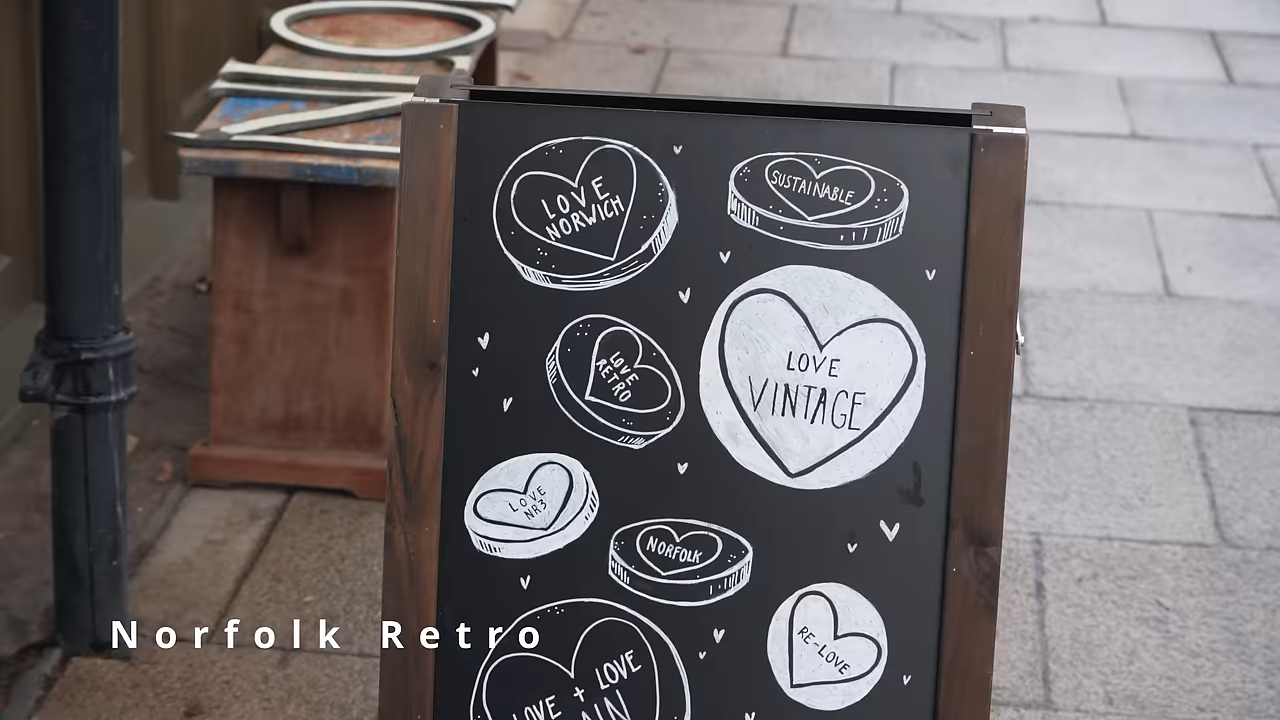 LOVE
NORWICH
SUSTAINABLE
LOVE
RETRO
LOVE
VINTAGE
LOVE
NR3
NORFOLK
RE-LOVE
Norfolk Retro
LOVE + LOVE